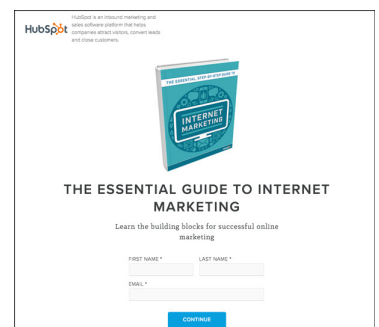 HubSpot
HubSpot is an inbound marketing and
sales software platform that helps
companies attract visitors, convert leads
and close customers.
THE ESSENTIAL, STEP-BY-STEP GUIDE TO
INTERNET
MARKETING
THE ESSENTIAL GUIDE TO INTERNET
MARKETING
Learn the building blocks for successful online
marketing
FIRST NAME *
LAST NAME *
EMAIL *
CONTINUE